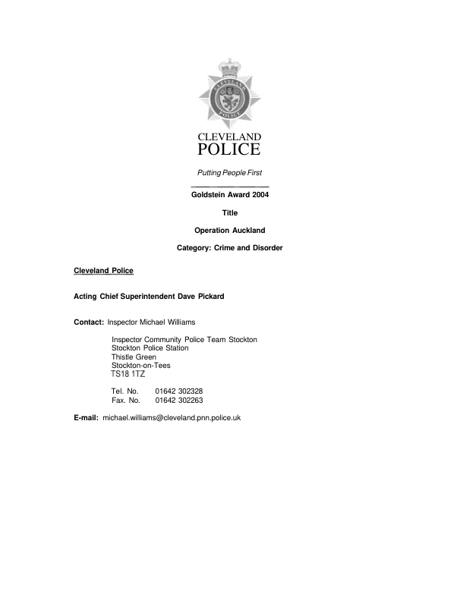 CLEVELAND
POLICE
Putting People First
Goldstein Award 2004
Title
Operation Auckland
Category: Crime and Disorder
Cleveland Police
Acting Chief Superintendent Dave Pickard
Contact: Inspector Michael Williams
Inspector Community Police Team Stockton
Stockton Police Station
Thistle Green
Stockton-on-Tees
TS18 1TZ
Tel. No. 01642 302328
Fax. No. 01642 302263
E-mail: michael.williams@cleveland.pnn.police.uk